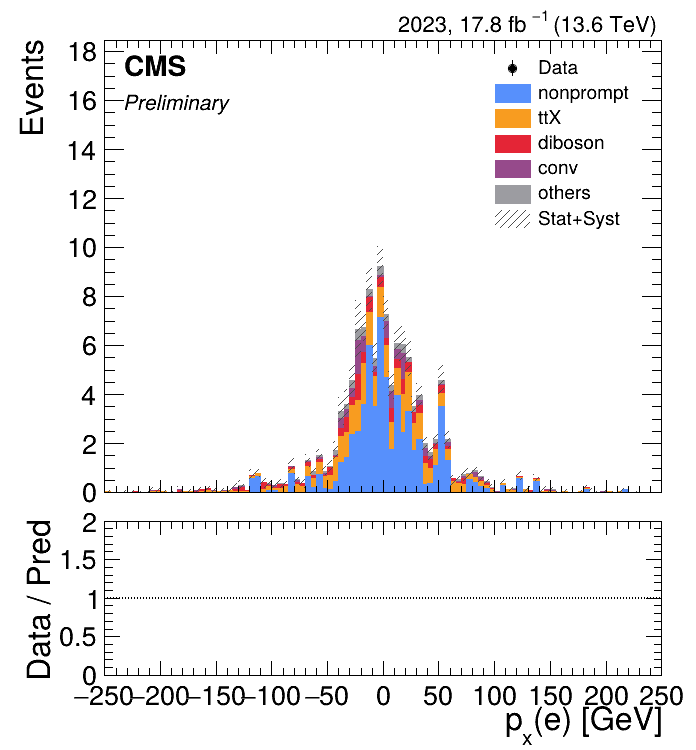 2023, 17.8 fb⁻¹ (13.6 TeV)
CMS
Preliminary
Events
18
16
14
12
10
8
6
4
2
0
Data
nonprompt
ttX
diboson
conv
others
Stat+Syst
Data / Pred
2
1.5
1
0.5
0
−250 −200 −150 −100 −50 0 50 100 150 200 250
pₓ(e) [GeV]